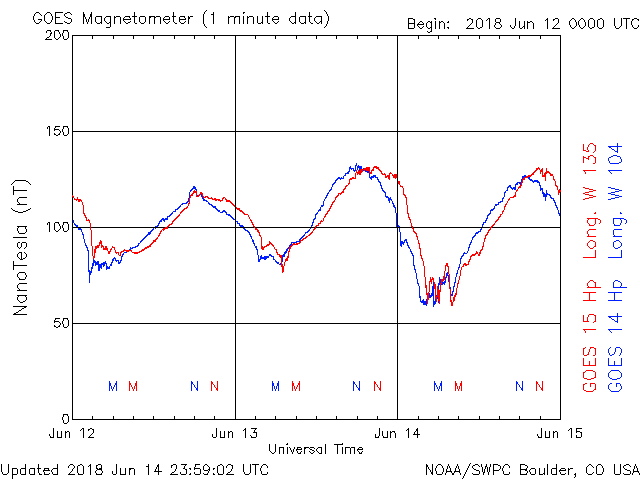 GOES Magnetometer (1 minute data)
Begin: 2018 Jun 12 0000 UTC
200
150
100
50
0
NanoTesla (nT)
M M N N M M N N M M N N
Jun 12 Jun 13 Jun 14 Jun 15
Universal Time
GOES 15 Hp Long. W 135
GOES 14 Hp Long. W 104
Updated 2018 Jun 14 23:59:02 UTC
NOAA/SWPC Boulder, CO USA